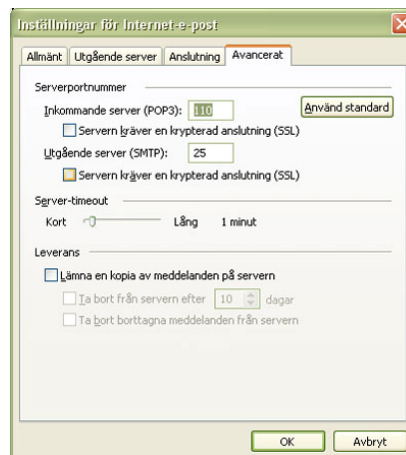 Inställningar för Internet-e-post
Allmänt Utgående server Anslutning Avancerat
Serverportnummer
Inkommande server (POP3): 110 Använd standard
Servern kräver en krypterad anslutning (SSL)
Utgående server (SMTP): 25
Servern kräver en krypterad anslutning (SSL)
Server-timeout
Kort Lång 1 minut
Leverans
Lämna en kopia av meddelanden på servern
Ta bort från servern efter 10 dagar
Ta bort borttagna meddelanden från servern
OK Avbryt